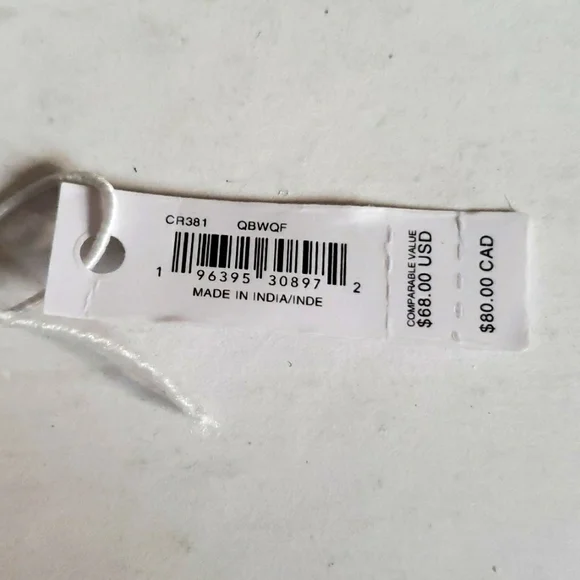 CR381 QBWQF
1 96395 30897 2
MADE IN INDIA/INDE
COMPARABLE VALUE
$68.00 USD
$80.00 CAD